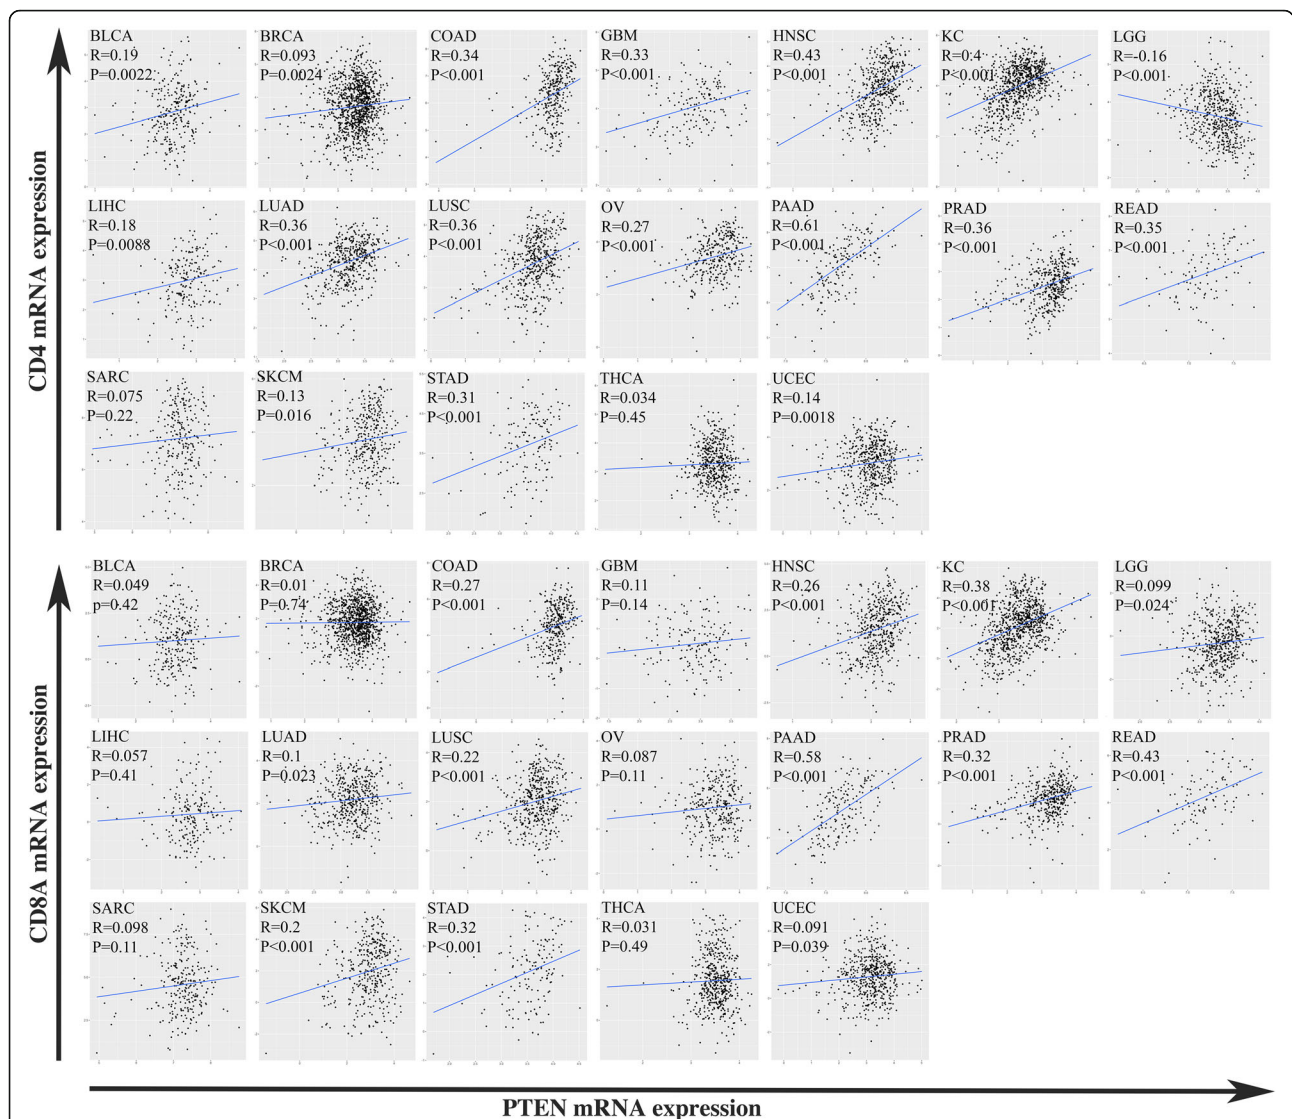 CD4 mRNA expression
BLCA
R=0.19
P=0.0022
BRCA
R=0.093
P=0.0024
COAD
R=0.34
P<0.001
GBM
R=0.33
P<0.001
HNSC
R=0.43
P<0.001
KC
R=0.4
P<0.001
LGG
R=-0.16
P<0.001
LIHC
R=0.18
P=0.0088
LUAD
R=0.36
P<0.001
LUSC
R=0.36
P<0.001
OV
R=0.27
P<0.001
PAAD
R=0.61
P<0.001
PRAD
R=0.36
P<0.001
READ
R=0.35
P<0.001
SARC
R=0.075
P=0.22
SKCM
R=0.13
P=0.016
STAD
R=0.31
P<0.001
THCA
R=0.034
P=0.45
UCEC
R=0.14
P=0.0018
CD8A mRNA expression
BLCA
R=0.049
p=0.42
BRCA
R=0.01
P=0.74
COAD
R=0.27
P<0.001
GBM
R=0.11
P=0.14
HNSC
R=0.26
P<0.001
KC
R=0.38
P<0.001
LGG
R=0.099
P=0.024
LIHC
R=0.057
P=0.41
LUAD
R=0.1
P=0.023
LUSC
R=0.22
P<0.001
OV
R=0.087
P=0.11
PAAD
R=0.58
P<0.001
PRAD
R=0.32
P<0.001
READ
R=0.43
P<0.001
SARC
R=0.098
P=0.11
SKCM
R=0.2
P<0.001
STAD
R=0.32
P<0.001
THCA
R=0.031
P=0.49
UCEC
R=0.091
P=0.039
PTEN mRNA expression